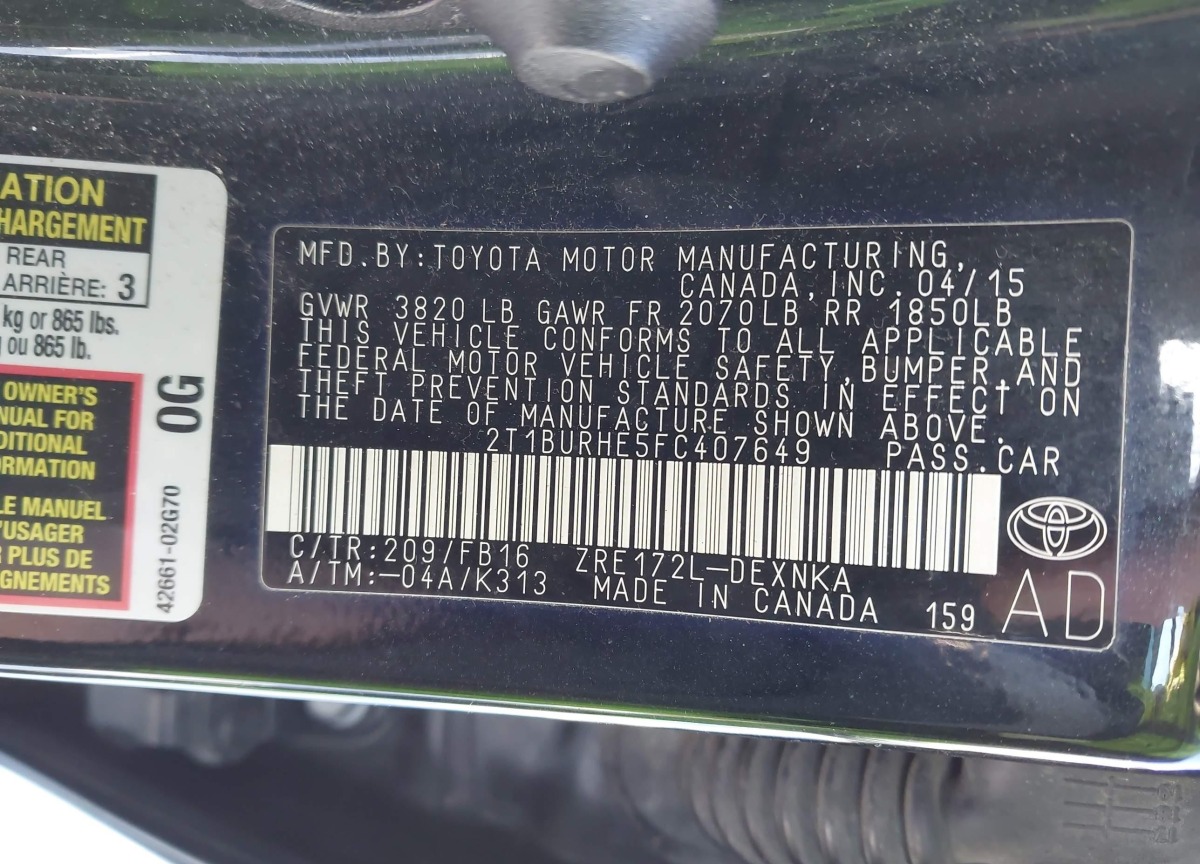 ATION
HARGEMENT
REAR
ARRIÈRE: 3
kg or 865 lbs.
ou 865 lb.
OWNER'S
NUAL FOR
DITIONAL
ORMATION
LE MANUEL
'USAGER
R PLUS DE
IGNEMENTS
0G
42661-02G70
MFD.BY:TOYOTA MOTOR MANUFACTURING,
CANADA, INC. 04/15
GVWR 3820 LB GAWR FR 2070LB RR 1850LB
THIS VEHICLE CONFORMS TO ALL APPLICABLE
FEDERAL MOTOR VEHICLE SAFETY, BUMPER, AND
THEFT PREVENTION STANDARDS IN EFFECT ON
THE DATE OF MANUFACTURE SHOWN ABOVE.
2T1BURHE5FC407649 PASS.CAR
C/TR:209/FB16 ZRE172L-DEXNKA
A/TM:-04A/K313 MADE IN CANADA 159 AD